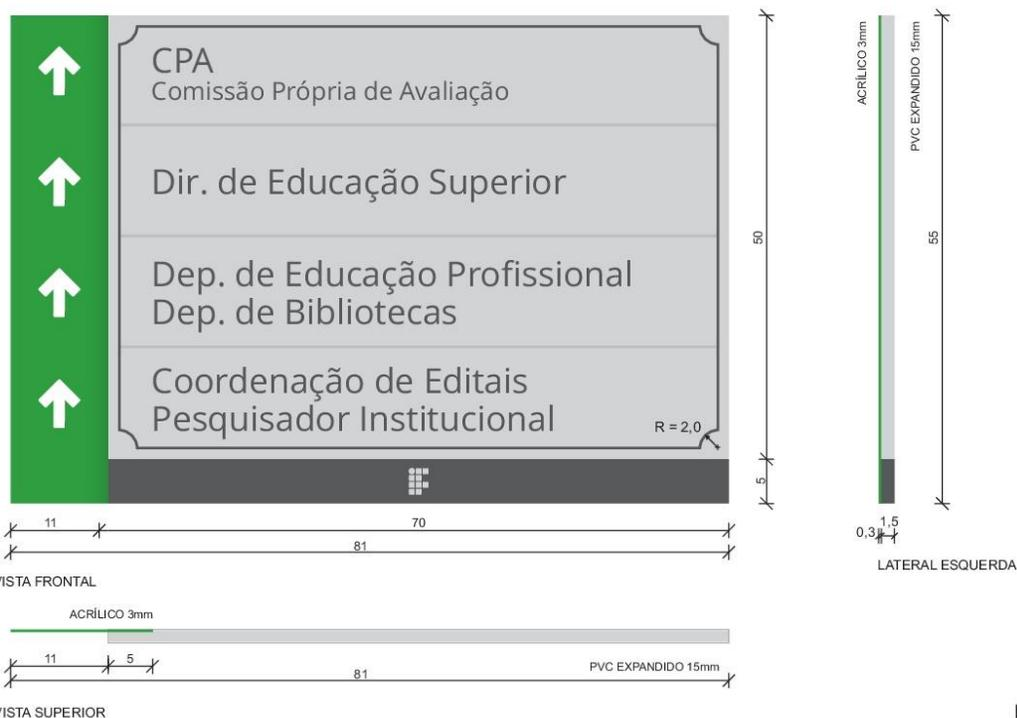 CPA
Comissão Própria de Avaliação
Dir. de Educação Superior
Dep. de Educação Profissional
Dep. de Bibliotecas
Coordenação de Editais
Pesquisador Institucional
R = 2,0
50
5
11
70
81
VISTA FRONTAL
ACRÍLICO 3mm
PVC EXPANDIDO 15mm
55
0,3
1,5
LATERAL ESQUERDA
ACRÍLICO 3mm
11
5
81
PVC EXPANDIDO 15mm
VISTA SUPERIOR